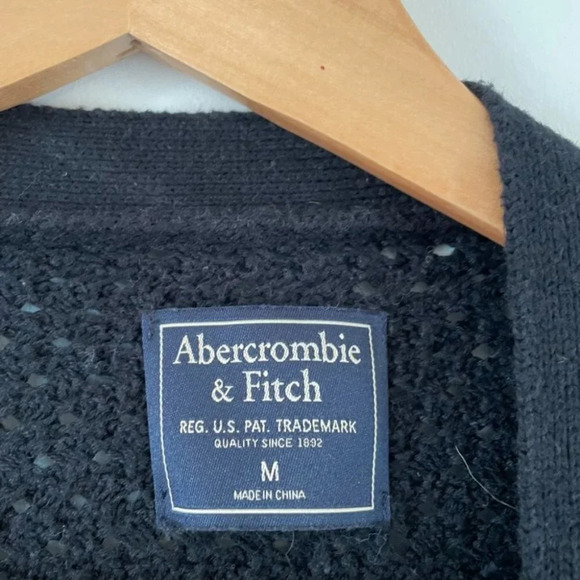 Abercrombie
& Fitch
REG. U.S. PAT. TRADEMARK
QUALITY SINCE 1892
M
MADE IN CHINA